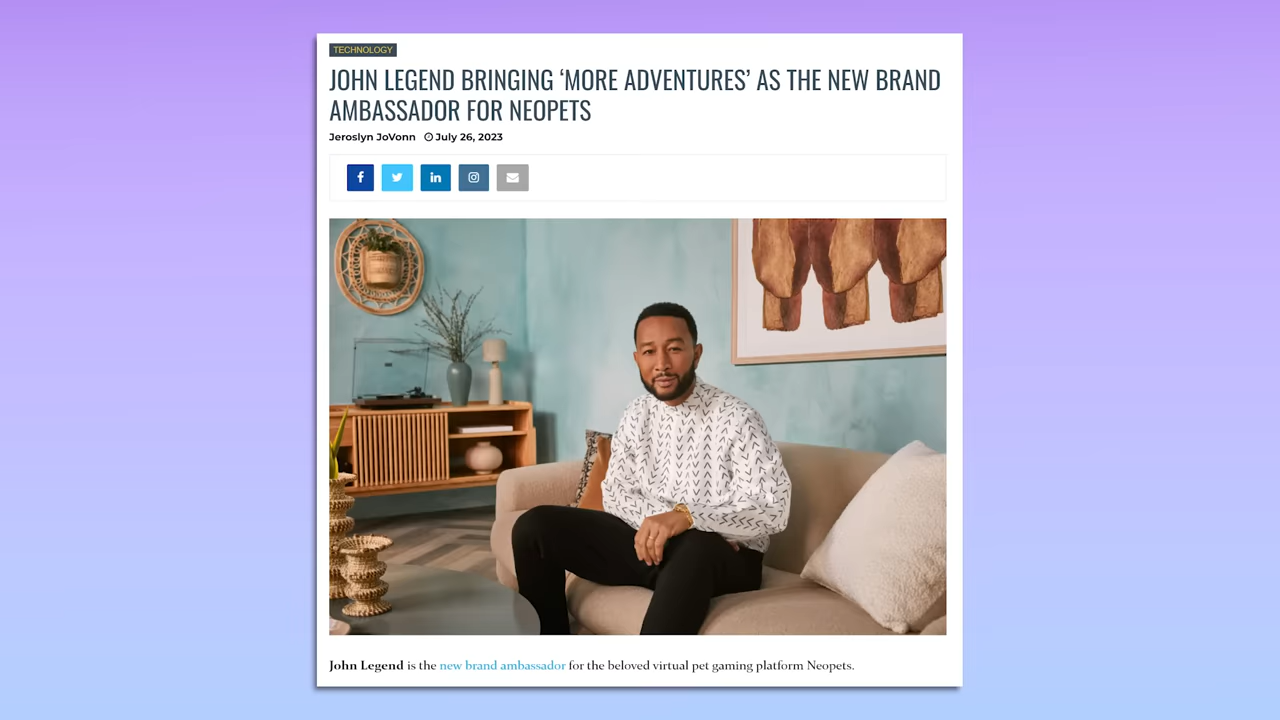 TECHNOLOGY
JOHN LEGEND BRINGING ‘MORE ADVENTURES’ AS THE NEW BRAND
AMBASSADOR FOR NEOPETS
Jeroslyn JoVonn July 26, 2023
John Legend is the new brand ambassador for the beloved virtual pet gaming platform Neopets.